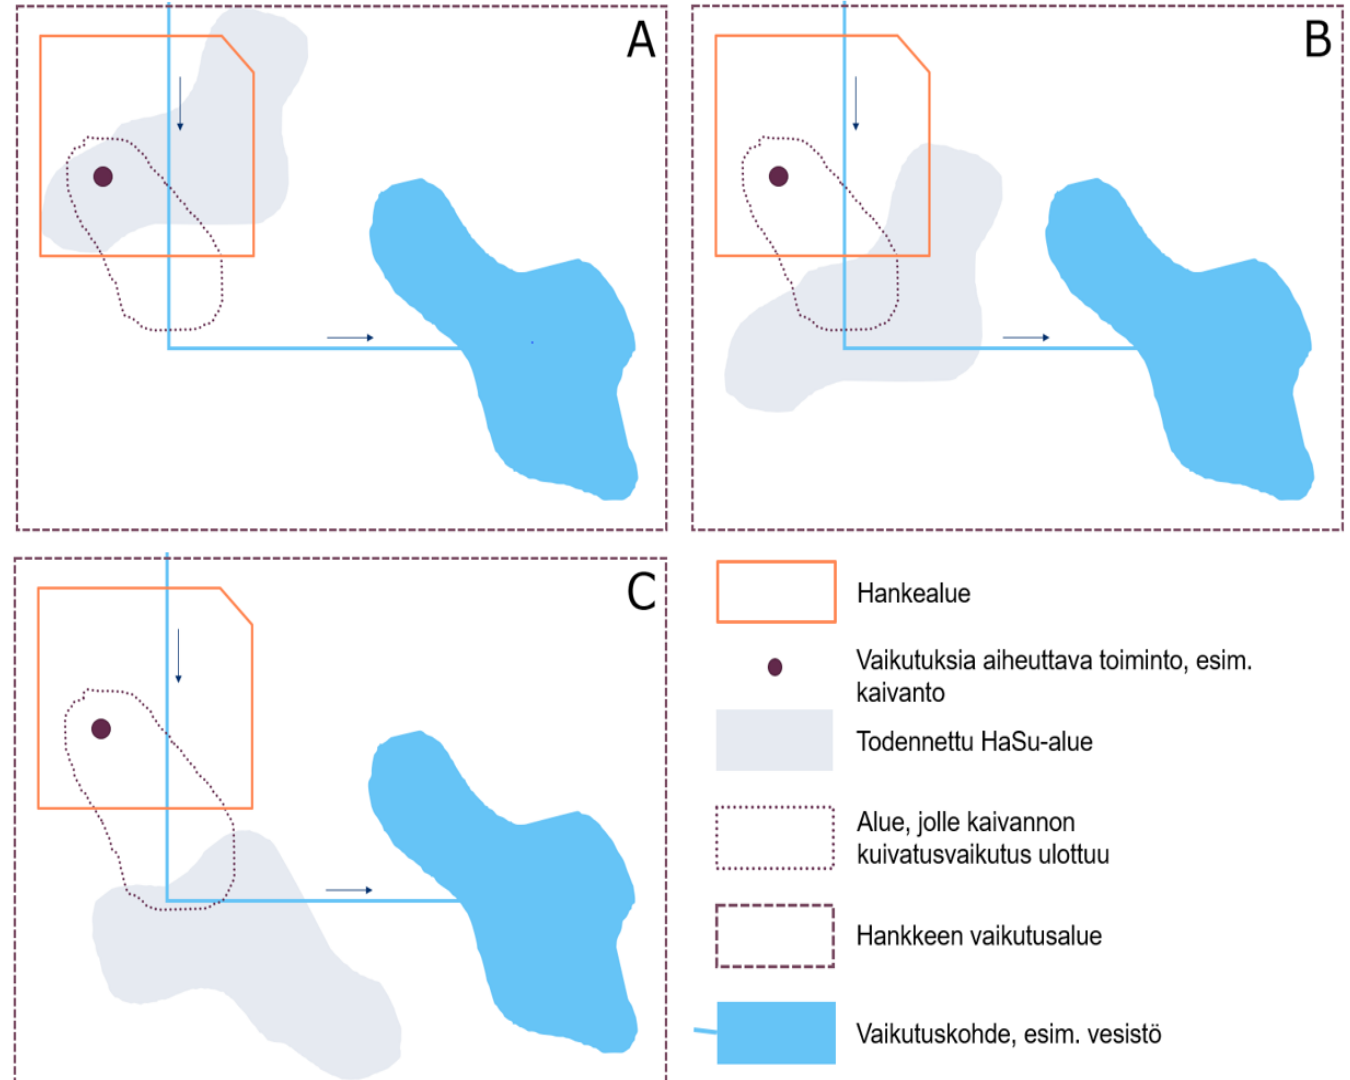 A
B
C
Hankealue
Vaikutuksia aiheuttava toiminto, esim.
kaivanto
Todennettu HaSu-alue
Alue, jolle kaivannon
kuivatusvaikutus ulottuu
Hankkeen vaikutusalue
Vaikutuskohde, esim. vesistö